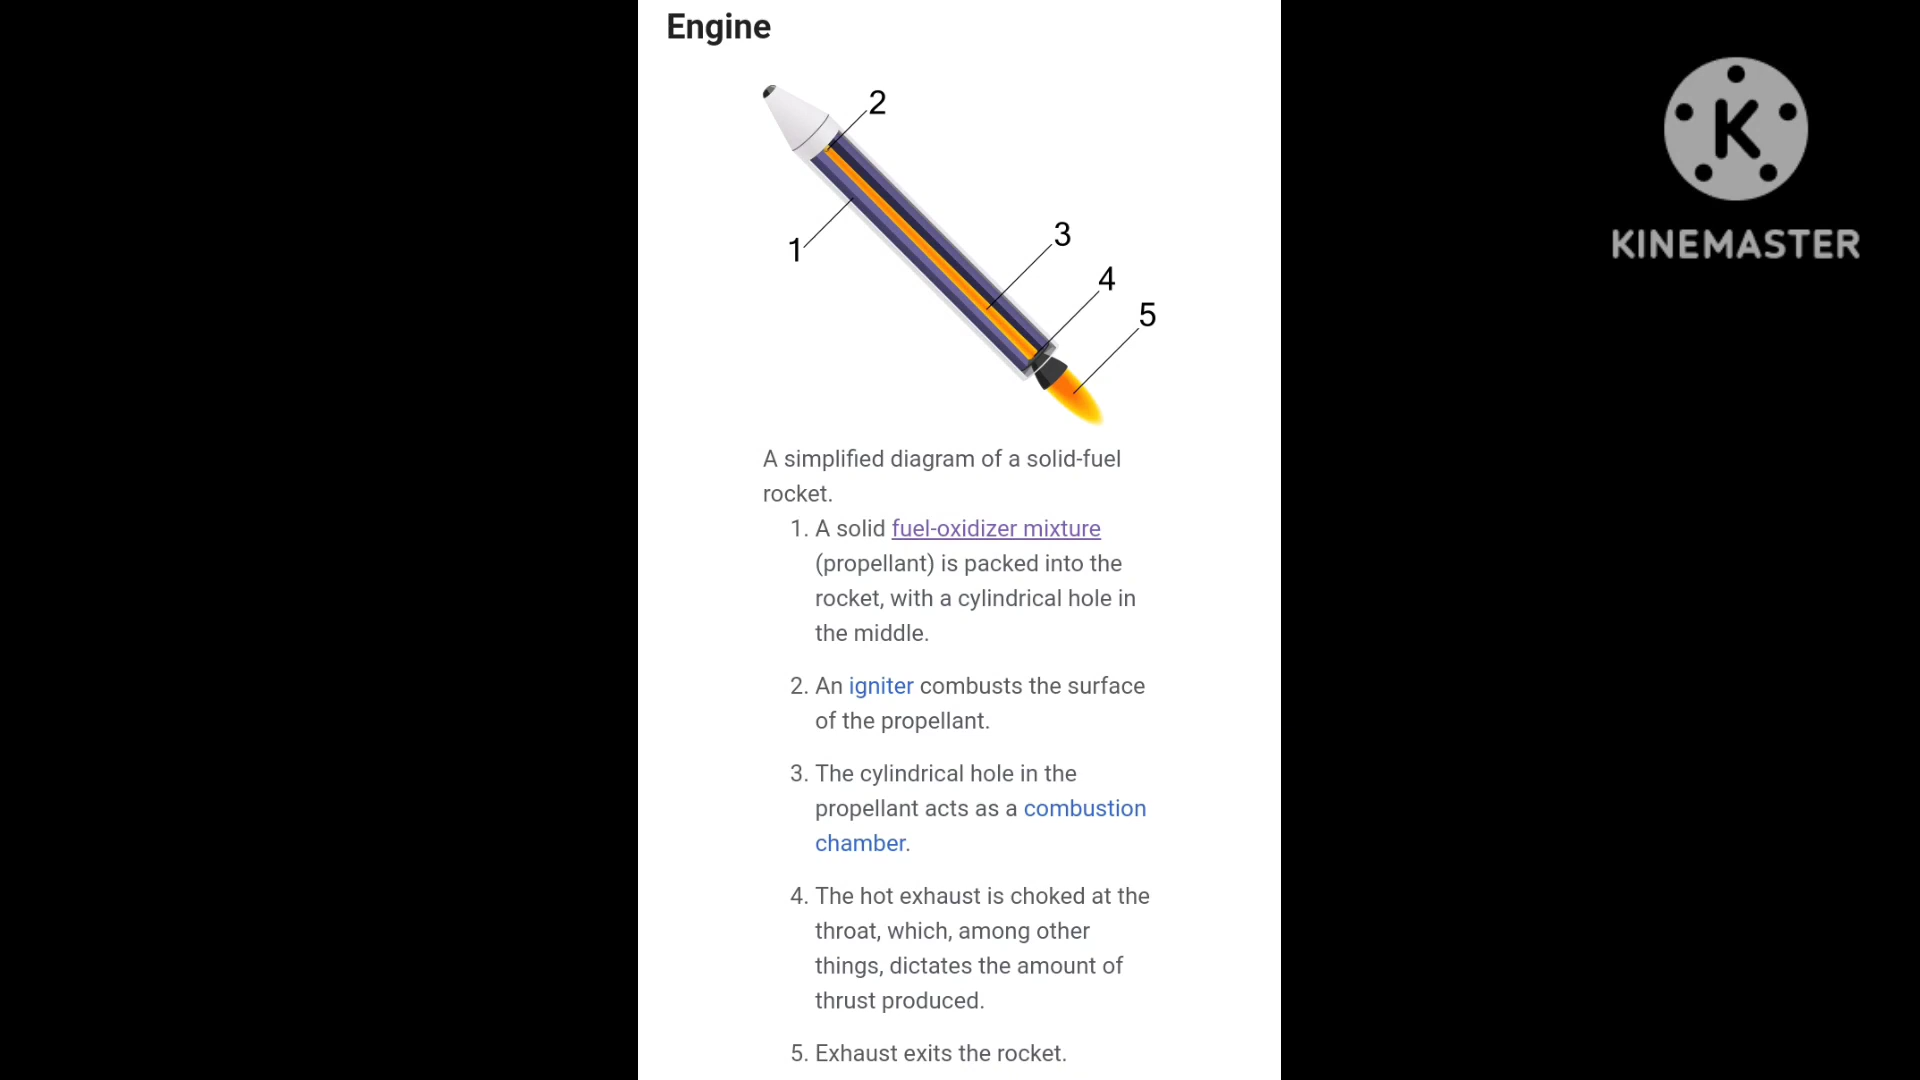 Engine
2
1
3
4
5
A simplified diagram of a solid-fuel
rocket.
1. A solid fuel-oxidizer mixture
(propellant) is packed into the
rocket, with a cylindrical hole in
the middle.
2. An igniter combusts the surface
of the propellant.
3. The cylindrical hole in the
propellant acts as a combustion
chamber.
4. The hot exhaust is choked at the
throat, which, among other
things, dictates the amount of
thrust produced.
5. Exhaust exits the rocket.
K
KINEMASTER